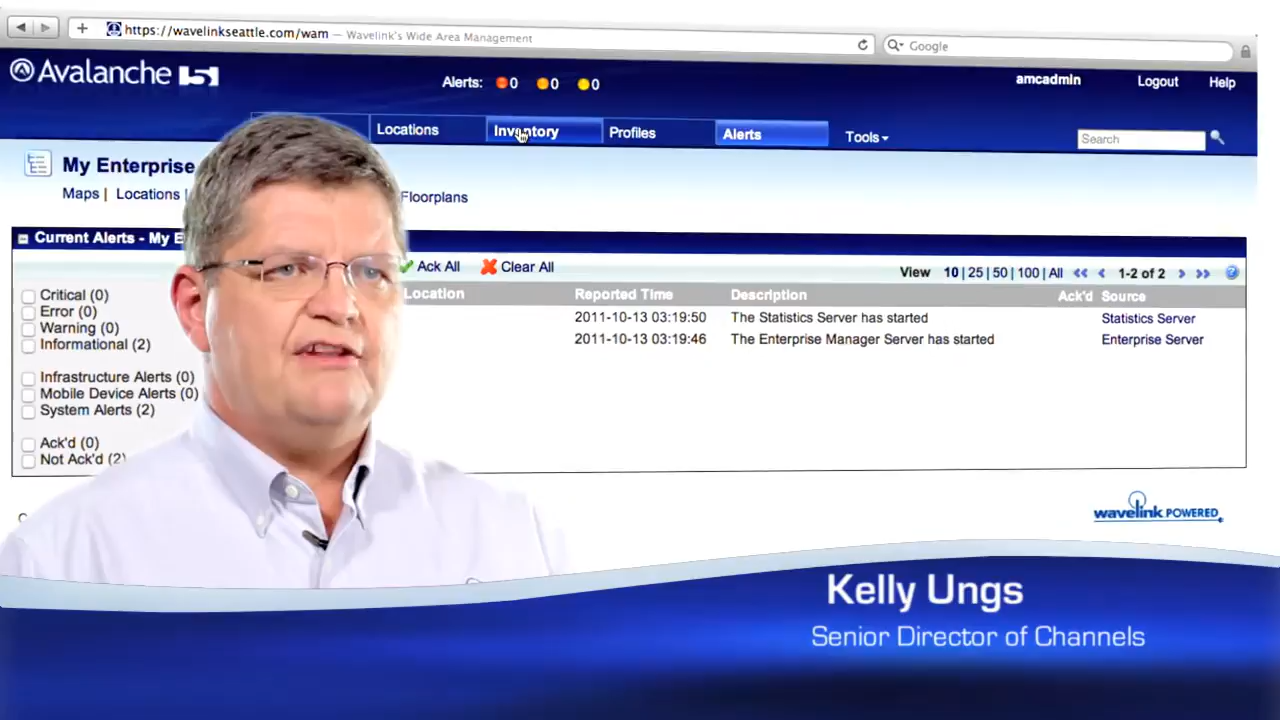 https://wavelinkseattle.com/wam — Wavelink's Wide Area Management
Google
Avalanche 5
Alerts: 0 0 0
amcadmin Logout Help
Locations Inventory Profiles Alerts Tools
Search
My Enterprise
Maps | Locations | Floorplans
Current Alerts - My E
Ack All Clear All
View 10 | 25 | 50 | 100 | All 1-2 of 2
Location Reported Time Description Ack'd Source
2011-10-13 03:19:50 The Statistics Server has started Statistics Server
2011-10-13 03:19:46 The Enterprise Manager Server has started Enterprise Server
Critical (0)
Error (0)
Warning (0)
Informational (2)
Infrastructure Alerts (0)
Mobile Device Alerts (0)
System Alerts (2)
Ack'd (0)
Not Ack'd (2)
wavelink POWERED
Kelly Ungs
Senior Director of Channels